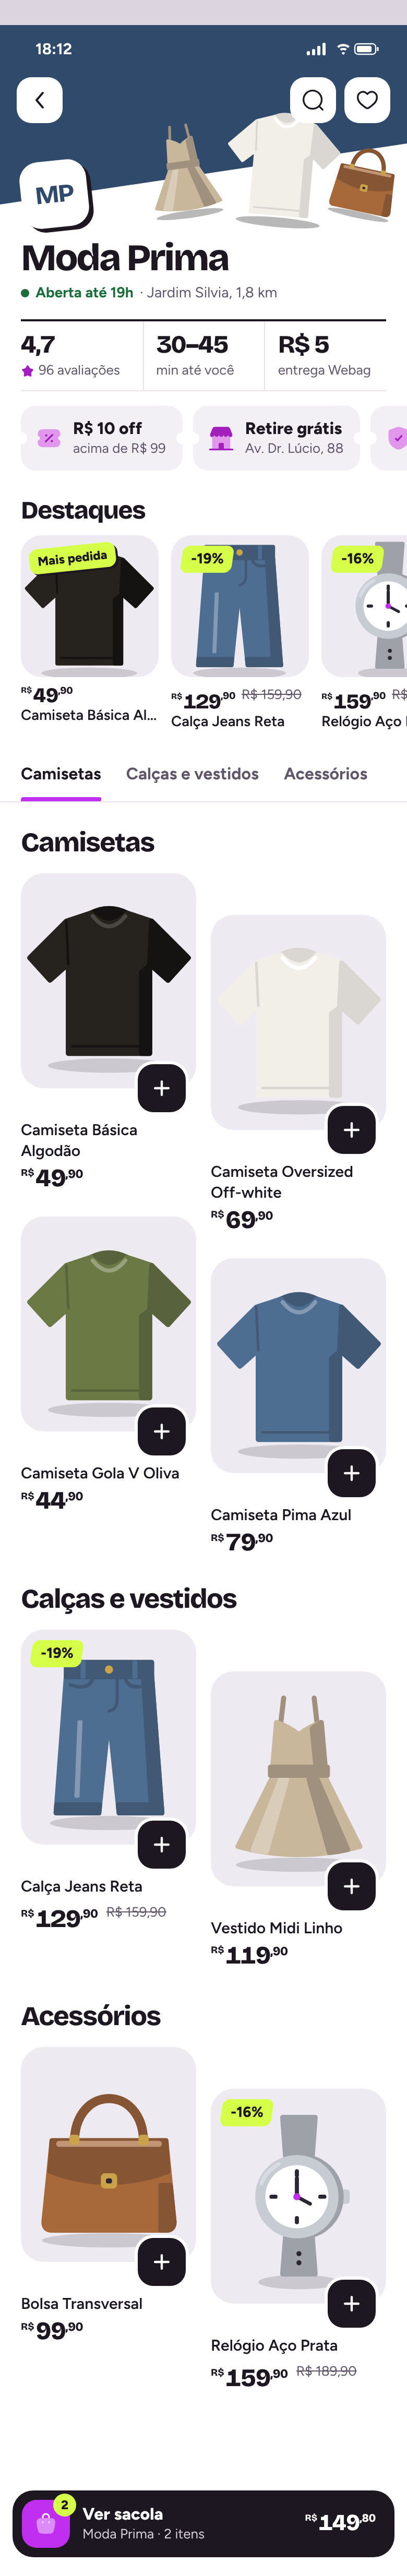 18:12
MP
Moda Prima
Aberta até 19h · Jardim Silvia, 1,8 km
4,7
96 avaliações
30–45
min até você
R$ 5
entrega Webag
R$ 10 off
acima de R$ 99
Retire grátis
Av. Dr. Lúcio, 88
Destaques
Mais pedida
R$49,90
Camiseta Básica Al...
-19%
R$129,90 R$ 159,90
Calça Jeans Reta
-16%
R$159,90 R$
Relógio Aço
Camisetas
Calças e vestidos
Acessórios
Camisetas
Camiseta Básica
Algodão
R$49,90
Camiseta Oversized
Off-white
R$69,90
Camiseta Gola V Oliva
R$44,90
Camiseta Pima Azul
R$79,90
Calças e vestidos
-19%
Calça Jeans Reta
R$129,90 R$ 159,90
Vestido Midi Linho
R$119,90
Acessórios
Bolsa Transversal
R$99,90
-16%
Relógio Aço Prata
R$159,90 R$ 189,90
2
Ver sacola
Moda Prima · 2 itens
R$149,80